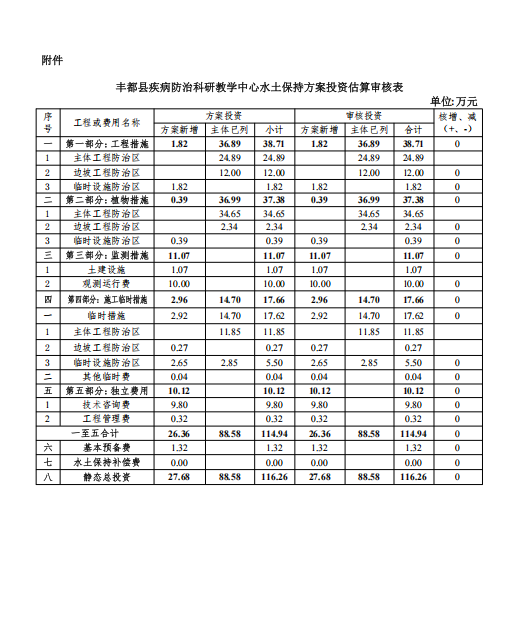 附件
丰都县疾病防治科研教学中心水土保持方案投资估算审核表
单位:万元
序号 工程或费用名称 方案投资 审核投资 核增、减（+、-）
方案新增 主体已列 小计 方案新增 主体已列 合计
一 第一部分:工程措施 1.82 36.89 38.71 1.82 36.89 38.71 0
1 主体工程防治区 24.89 24.89 24.89 24.89
2 边坡工程防治区 12.00 12.00 12.00 12.00 0
3 临时设施防治区 1.82 1.82 1.82 1.82 0
二 第二部分:植物措施 0.39 36.99 37.38 0.39 36.99 37.38 0
1 主体工程防治区 34.65 34.65 34.65 34.65
2 边坡工程防治区 2.34 2.34 2.34 2.34 0
3 临时设施防治区 0.39 0.39 0.39 0.39 0
三 第三部分:监测措施 11.07 11.07 11.07 11.07 0
1 土建设施 1.07 1.07 1.07 1.07
2 观测运行费 10.00 10.00 10.00 10.00 0
四 第四部分:施工临时措施 2.96 14.70 17.66 2.96 14.70 17.66 0
一 临时措施 2.92 14.70 17.62 2.92 14.70 17.62 0
1 主体工程防治区 11.85 11.85 11.85 11.85
2 边坡工程防治区 0.27 0.27 0.27 0.27
3 临时设施防治区 2.65 2.85 5.50 2.65 2.85 5.50 0
二 其他临时费 0.04 0.04 0.04 0.04 0
五 第五部分:独立费用 10.12 10.12 10.12 10.12 0
1 技术咨询费 9.80 9.80 9.80 9.80 0
2 工程管理费 0.32 0.32 0.32 0.32 0
一至五合计 26.36 88.58 114.94 26.36 88.58 114.94 0
六 基本预备费 1.32 1.32 1.32 1.32 0
七 水土保持补偿费 0.00 0.00 0.00 0.00 0
八 静态总投资 27.68 88.58 116.26 27.68 88.58 116.26 0